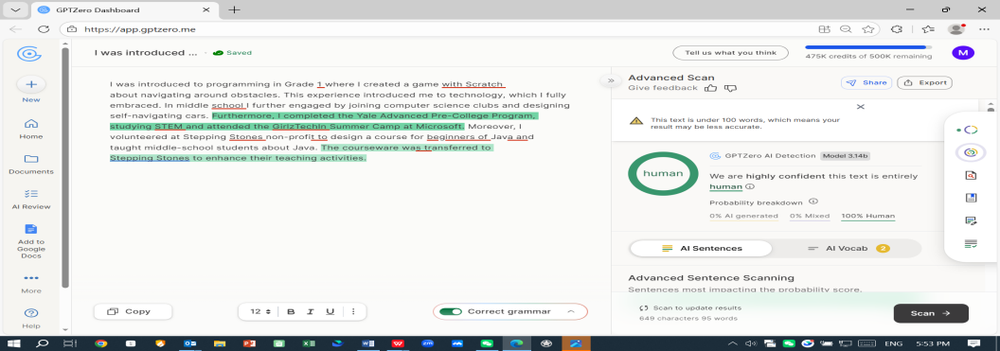 GPTZero Dashboard
https://app.gptzero.me
I was introduced ... - Saved
Tell us what you think
475K credits of 500K remaining
M
New
Home
Documents
AI Review
Add to
Google
Docs
More
Help
I was introduced to programming in Grade 1 where I created a game with Scratch
about navigating around obstacles. This experience introduced me to technology, which I fully
embraced. In middle school I further engaged by joining computer science clubs and designing
self-navigating cars. Furthermore, I completed the Yale Advanced Pre-College Program,
studying STEM and attended the GirlzTechIn Summer Camp at Microsoft. Moreover, I
volunteered at Stepping Stones non-profit to design a course for beginners of Java and
taught middle-school students about Java. The courseware was transferred to
Stepping Stones to enhance their teaching activities.
Copy
12
B I U
Correct grammar
Advanced Scan
Give feedback
Share
Export
This text is under 100 words, which means your
result may be less accurate.
human
GPTZero AI Detection Model 3.14b
We are highly confident this text is entirely
human
Probability breakdown
0% AI generated 0% Mixed 100% Human
AI Sentences
AI Vocab 2
Advanced Sentence Scanning
Sentences most impacting the probability score.
Scan to update results
649 characters 95 words
Scan
ENG 5:53 PM